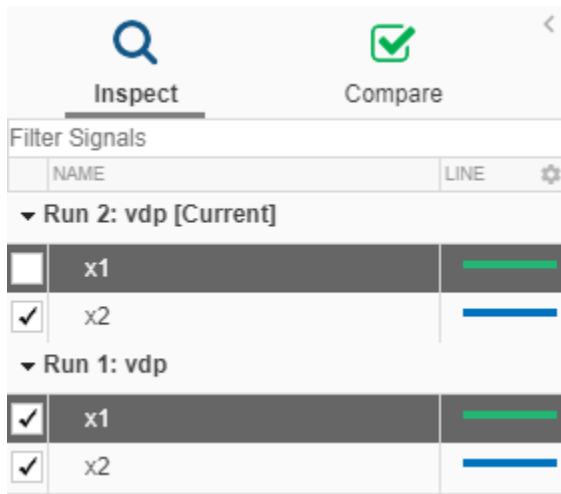 Inspect Compare
Filter Signals
NAME LINE
Run 2: vdp [Current]
x1
x2
Run 1: vdp
x1
x2